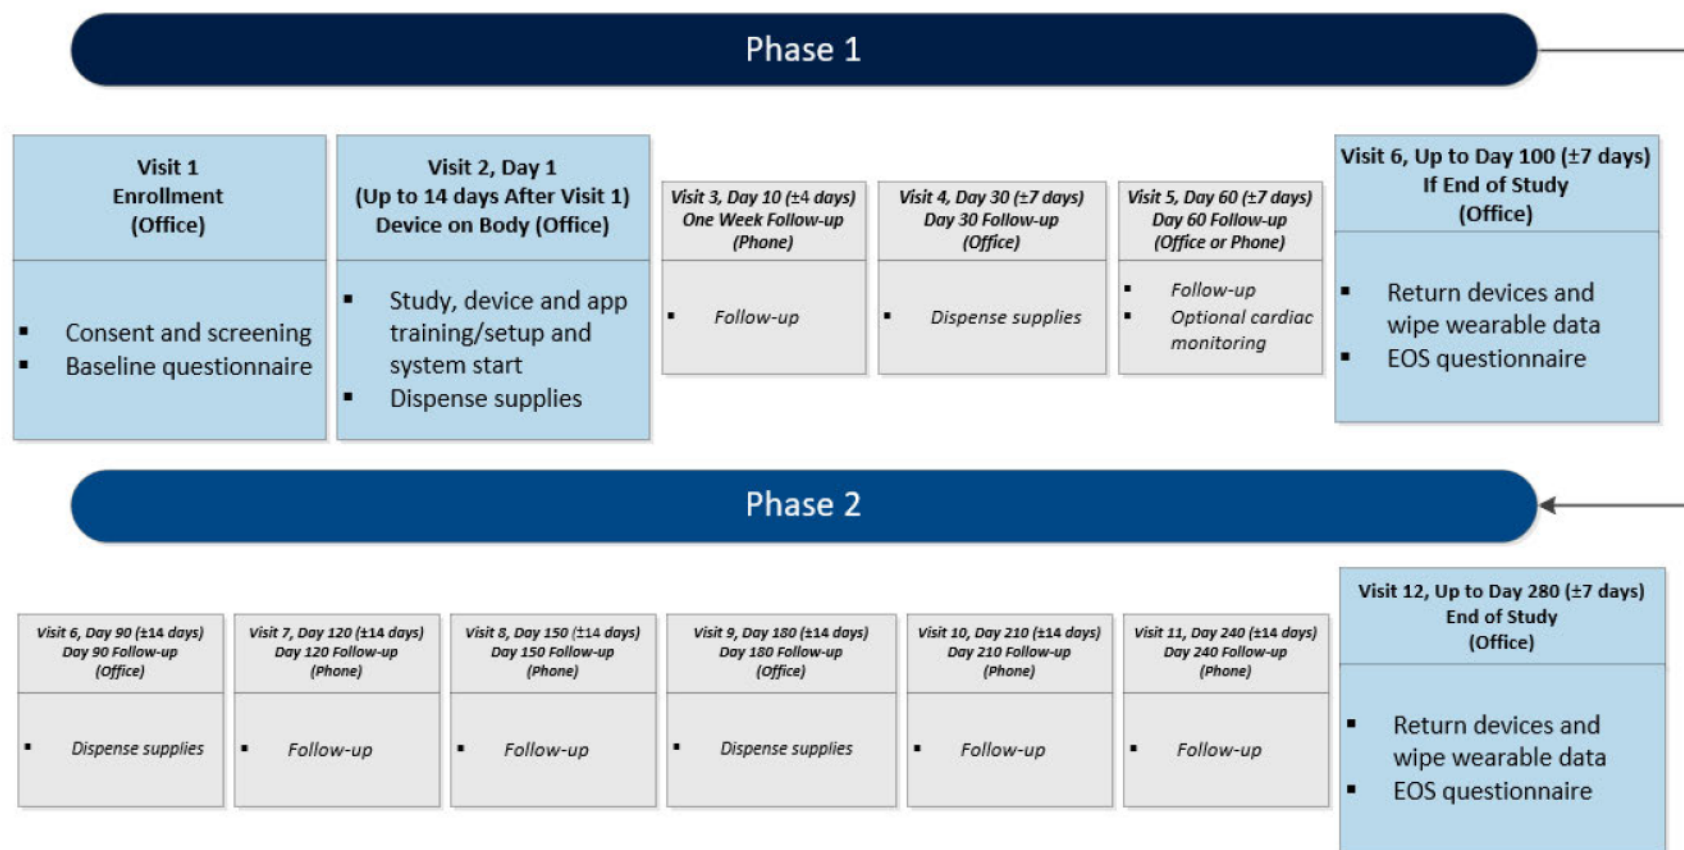 Phase 1
Visit 1
Enrollment
(Office)
▪ Consent and screening
▪ Baseline questionnaire
Visit 2, Day 1
(Up to 14 days After Visit 1)
Device on Body (Office)
▪ Study, device and app
training/setup and
system start
▪ Dispense supplies
Visit 3, Day 10 (±4 days)
One Week Follow-up
(Phone)
▪ Follow-up
Visit 4, Day 30 (±7 days)
Day 30 Follow-up
(Office)
▪ Dispense supplies
Visit 5, Day 60 (±7 days)
Day 60 Follow-up
(Office or Phone)
▪ Follow-up
▪ Optional cardiac
monitoring
Visit 6, Up to Day 100 (±7 days)
If End of Study
(Office)
▪ Return devices and
wipe wearable data
▪ EOS questionnaire
Phase 2
Visit 6, Day 90 (±14 days)
Day 90 Follow-up
(Office)
▪ Dispense supplies
Visit 7, Day 120 (±14 days)
Day 120 Follow-up
(Phone)
▪ Follow-up
Visit 8, Day 150 (±14 days)
Day 150 Follow-up
(Phone)
▪ Follow-up
Visit 9, Day 180 (±14 days)
Day 180 Follow-up
(Office)
▪ Dispense supplies
Visit 10, Day 210 (±14 days)
Day 210 Follow-up
(Phone)
▪ Follow-up
Visit 11, Day 240 (±14 days)
Day 240 Follow-up
(Phone)
▪ Follow-up
Visit 12, Up to Day 280 (±7 days)
End of Study
(Office)
▪ Return devices and
wipe wearable data
▪ EOS questionnaire